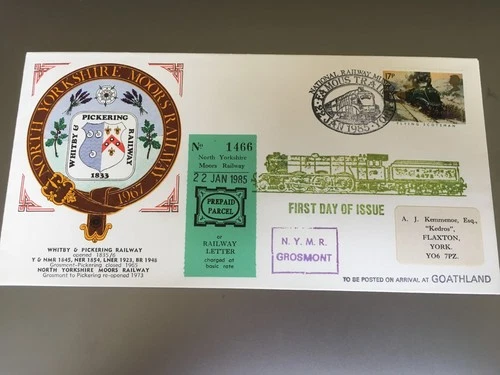 NORTH YORKSHIRE MOORS RAILWAY
1967
WHITBY & PICKERING RAILWAY
1833
WHITBY & PICKERING RAILWAY
opened 1835/6
Y & NMR 1845, NER 1854, LNER 1923, BR 1948
Grosmont-Pickering closed 1965
NORTH YORKSHIRE MOORS RAILWAY
Grosmont to Pickering re-opened 1973
No 1466
North Yorkshire
Moors Railway
22 JAN 1985
PREPAID
PARCEL
or
RAILWAY
LETTER
charged at
basic rate
NATIONAL RAILWAY
FAMOUS TRAINS
JAN 1985
17p
FLYING SCOTSMAN
FIRST DAY OF ISSUE
N.Y.M.R.
GROSMONT
A. J. Kemmenoe, Esq.,
"Kedros",
FLAXTON,
YORK.
YO6 7PZ.
TO BE POSTED ON ARRIVAL AT GOATHLAND